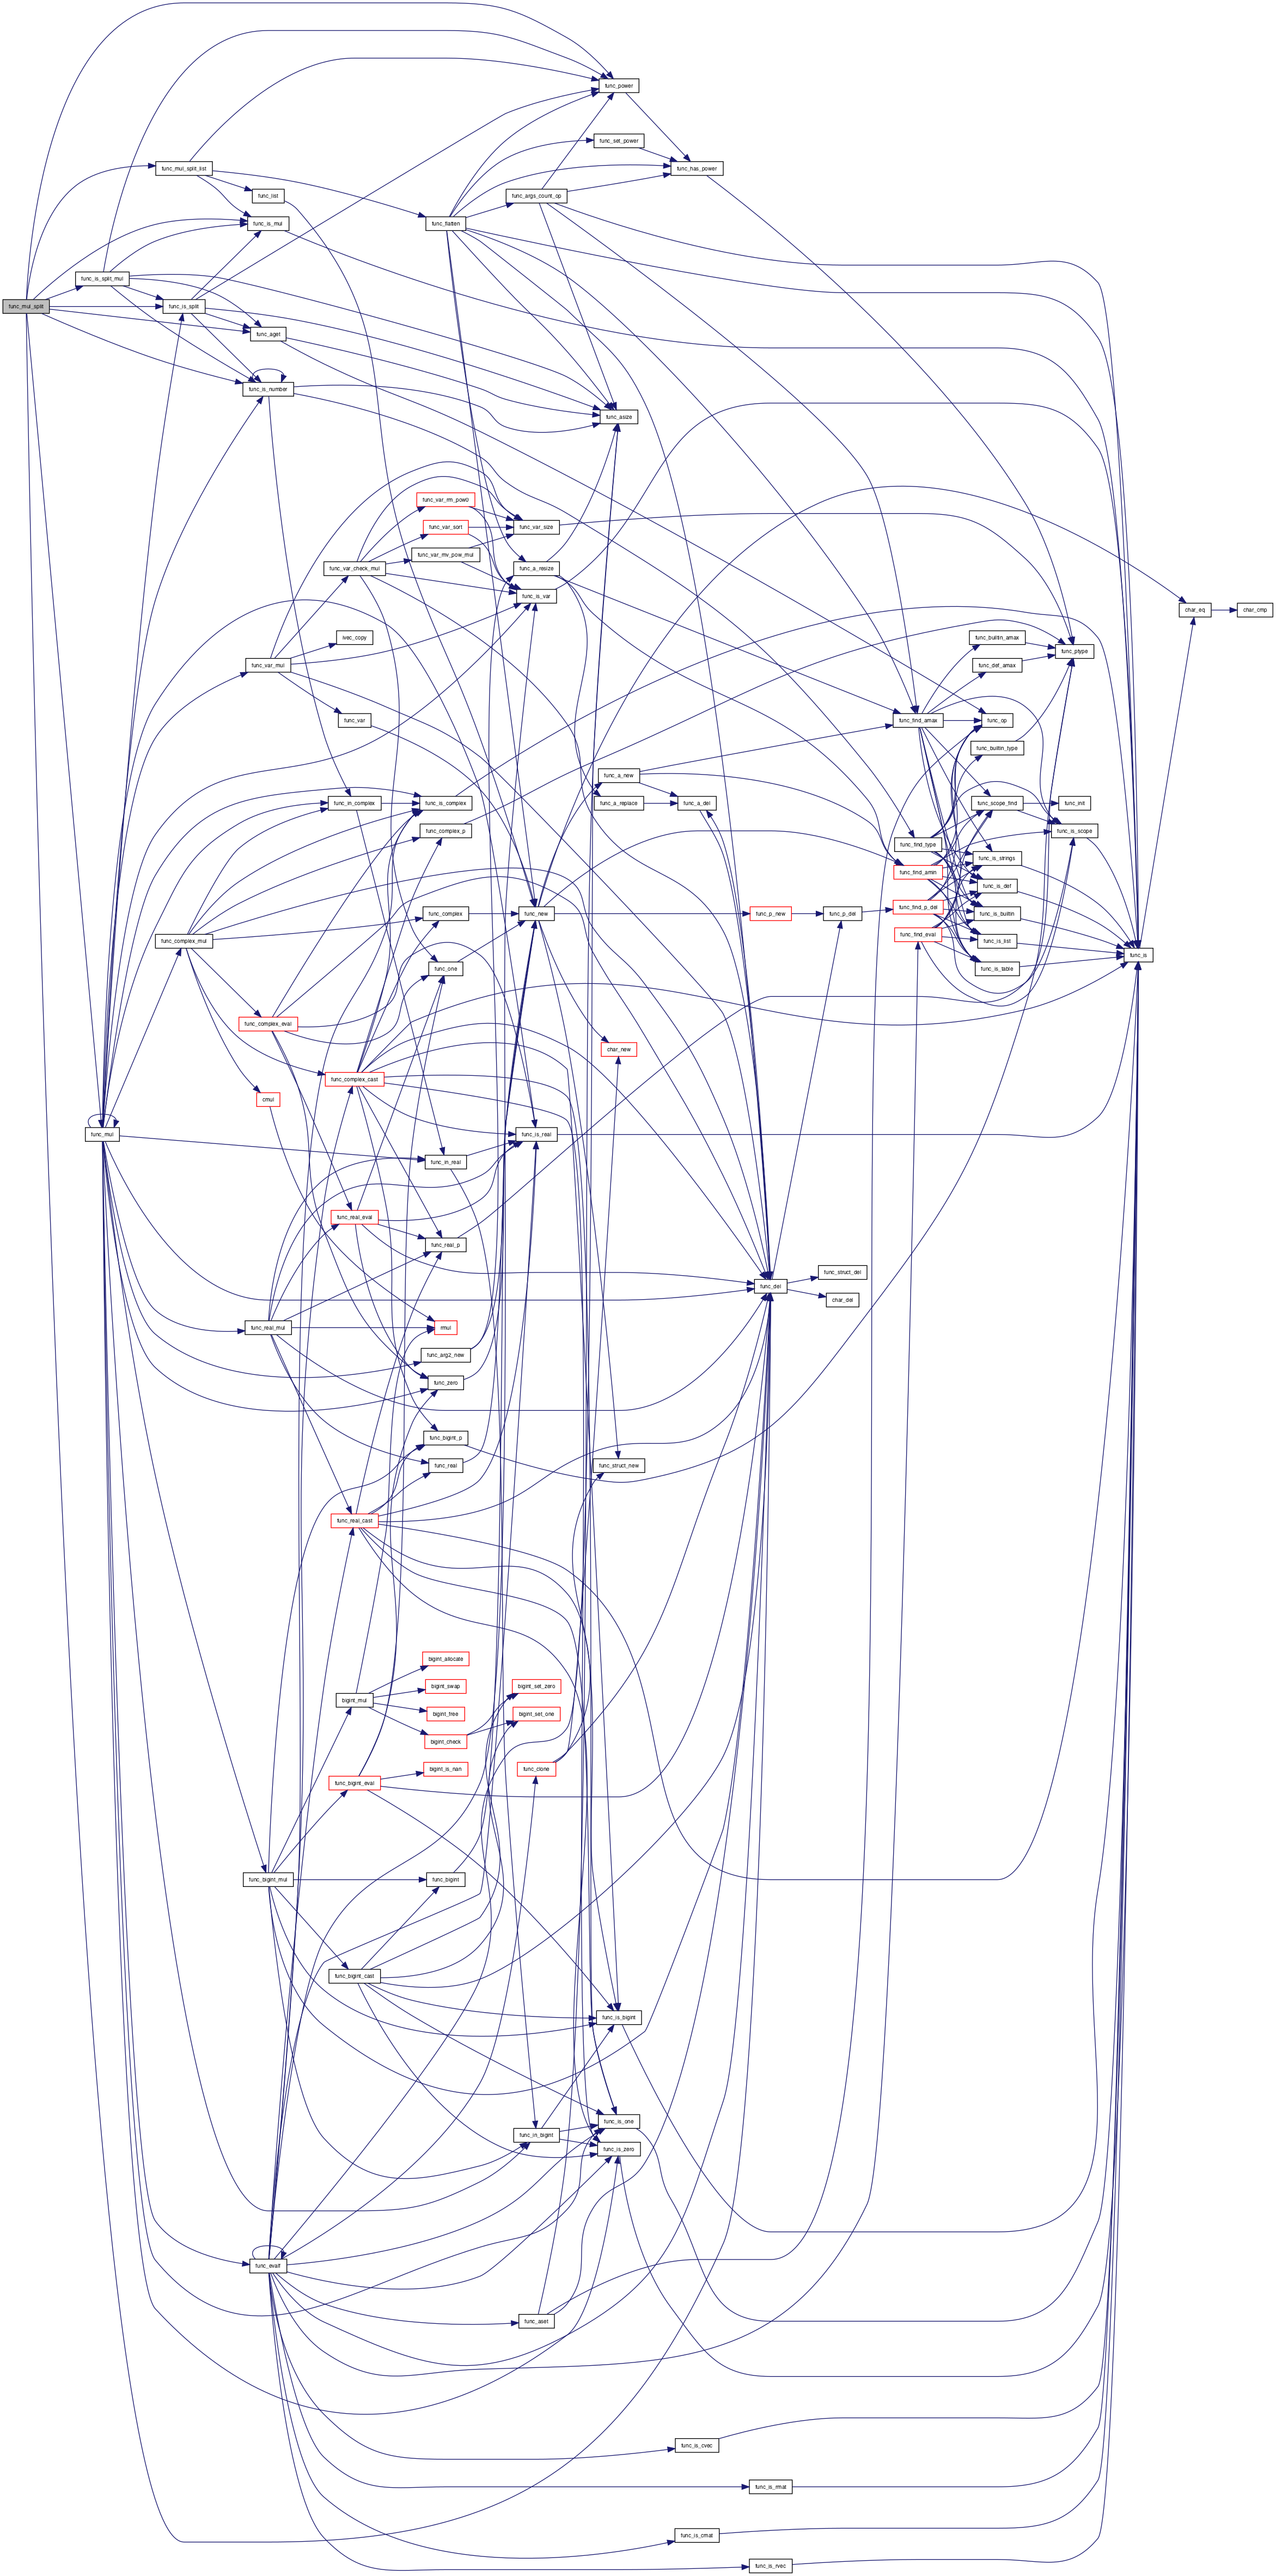 func_power
func_set_power
func_mul_split_list
func_has_power
func_list
func_args_count_op
func_is_mul
func_flatten
func_is_split_mul
func_mul_split
func_is_split
func_aget
func_is_number
func_asize
func_var_rm_pow0
func_var_sort
func_var_size
func_var_mv_pow_mul
func_var_check_mul
func_a_resize
func_is_var
char_eq
char_cmp
ivec_copy
func_builtin_amax
func_ptype
func_var_mul
func_def_amax
func_var
func_find_amax
func_op
func_builtin_type
func_a_new
func_in_complex
func_is_complex
func_a_replace
func_a_del
func_scope_find
func_init
func_complex_p
func_is_scope
func_find_type
func_is_strings
func_find_amin
func_is_def
func_complex
func_new
func_p_new
func_p_del
func_find_p_del
func_is_builtin
func_complex_mul
func_find_eval
func_is_list
func_is
func_one
func_is_table
func_complex_eval
char_new
func_complex_cast
cmul
func_mul
func_is_real
func_in_real
func_real_eval
func_real_p
func_struct_del
func_del
char_del
func_real_mul
rmul
func_arg2_new
func_zero
func_bigint_p
func_real
func_struct_new
func_real_cast
bigint_allocate
bigint_swap
bigint_set_zero
bigint_mul
bigint_free
bigint_set_one
bigint_check
bigint_is_nan
func_clone
func_bigint_eval
func_bigint_mul
func_bigint
func_bigint_cast
func_is_bigint
func_is_one
func_in_bigint
func_is_zero
func_evalf
func_aset
func_is_cvec
func_is_rmat
func_is_cmat
func_is_rvec